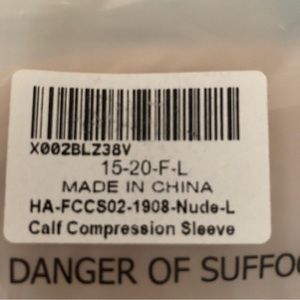 X002BLZ38V
15-20-F-L
MADE IN CHINA
HA-FCCS02-1908-Nude-L
Calf Compression Sleeve
DANGER OF SUFFO